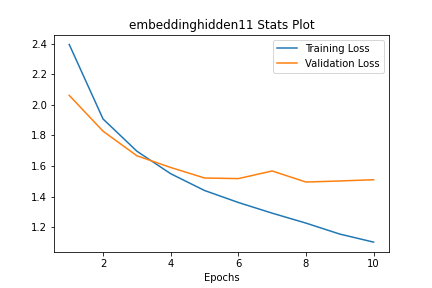 embeddinghidden11 Stats Plot
Training Loss
Validation Loss
2.4
2.2
2.0
1.8
1.6
1.4
1.2
2 4 6 8 10
Epochs